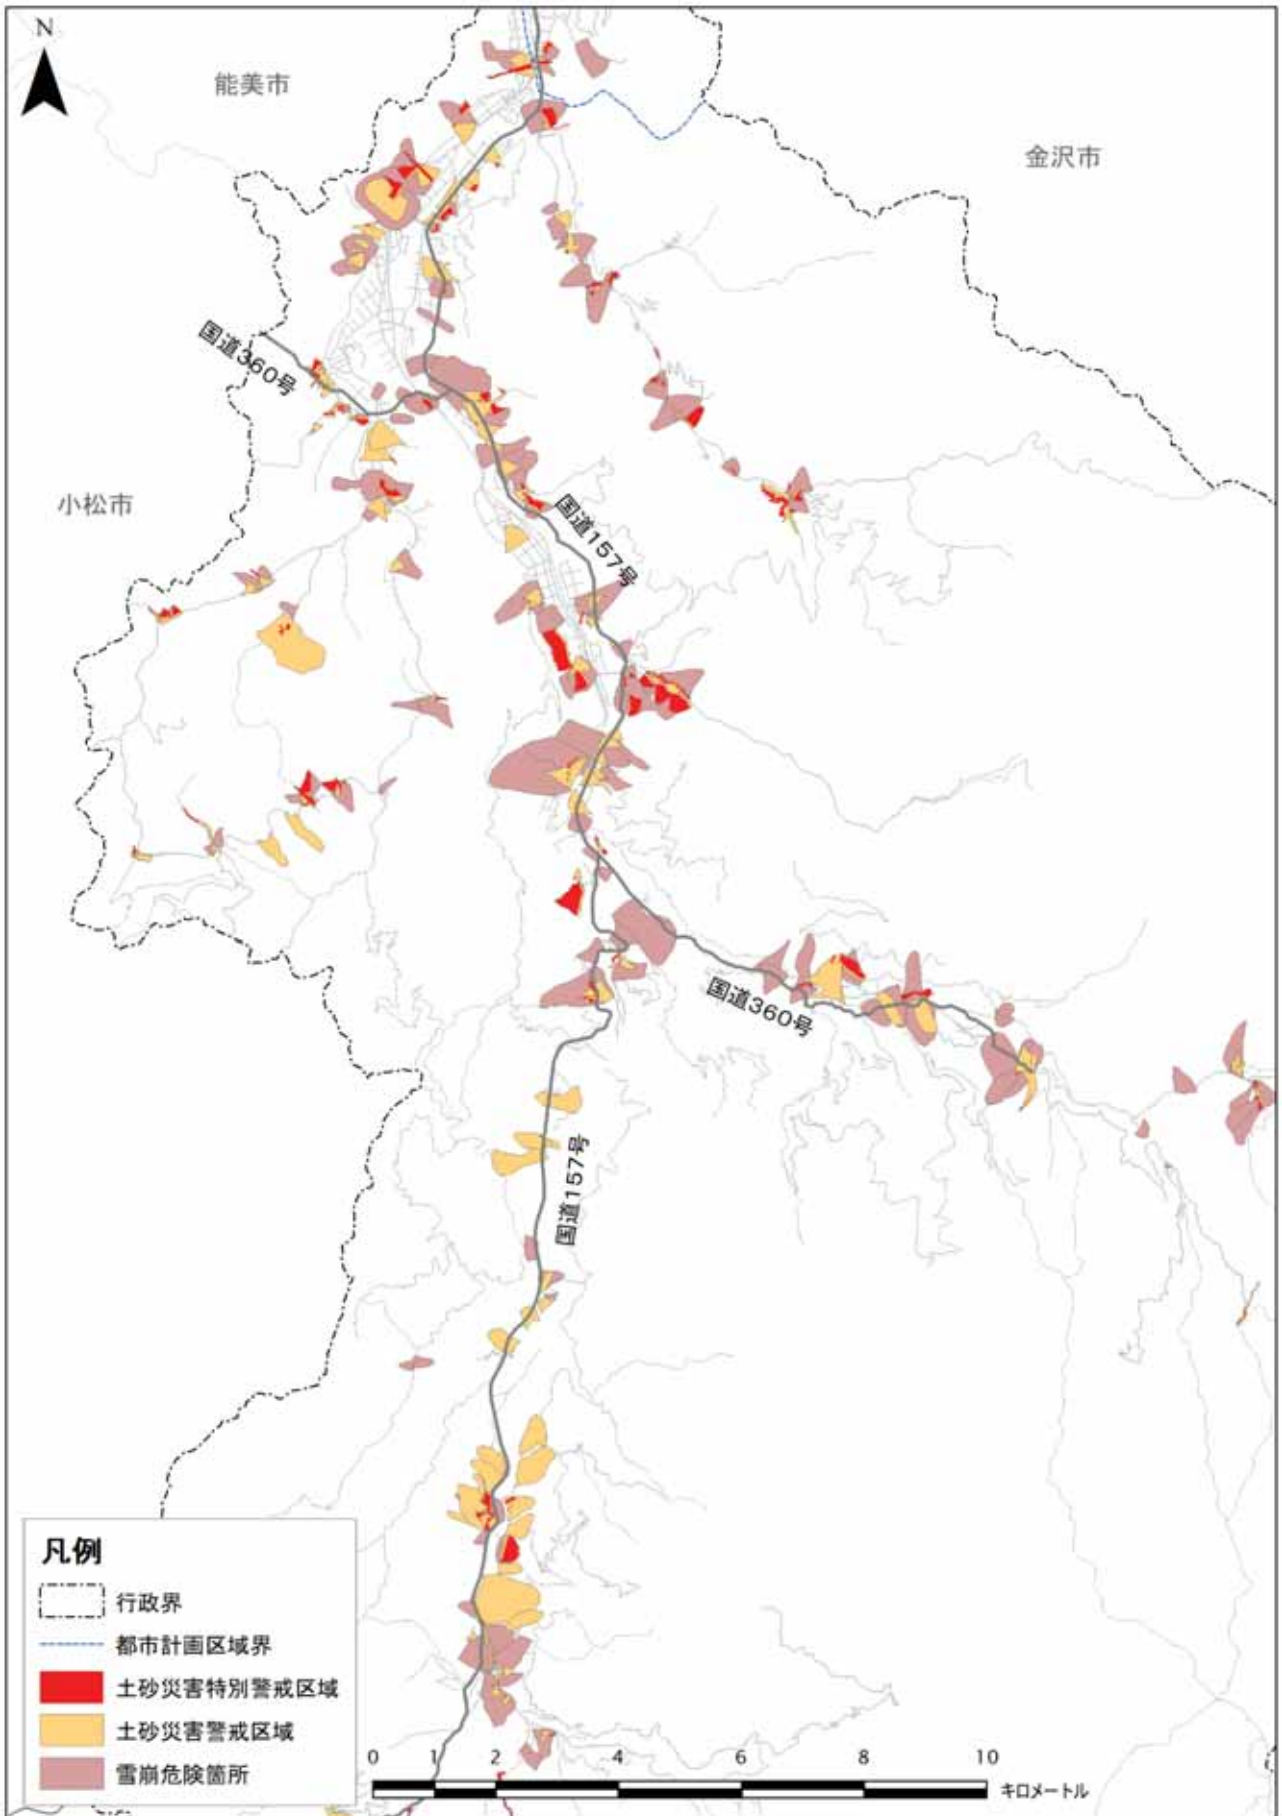 N
能美市
金沢市
国道360号
小松市
国道157号
国道360号
国道157号
凡例
行政界
都市計画区域界
土砂災害特別警戒区域
土砂災害警戒区域
雪崩危険箇所
0 1 2 4 6 8 10
キロメートル